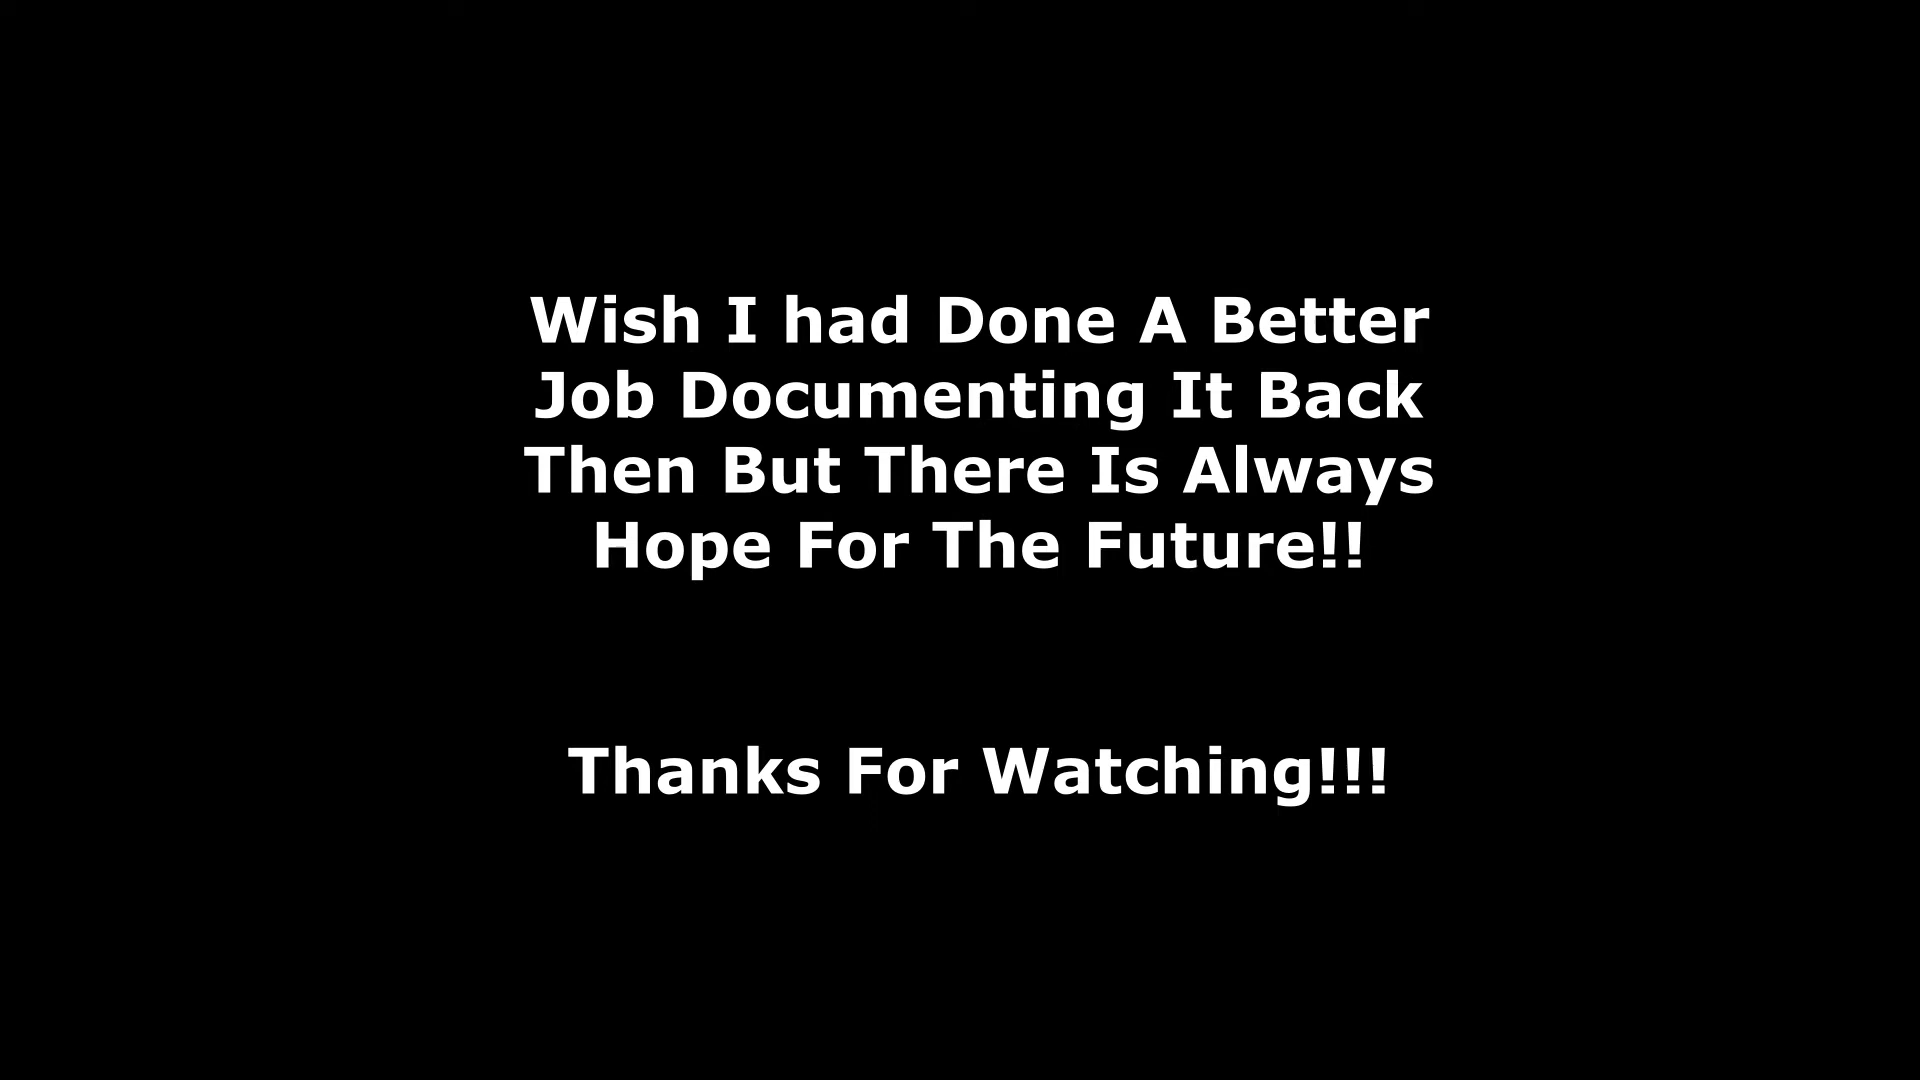 Wish I had Done A Better
Job Documenting It Back
Then But There Is Always
Hope For The Future!!
Thanks For Watching!!!